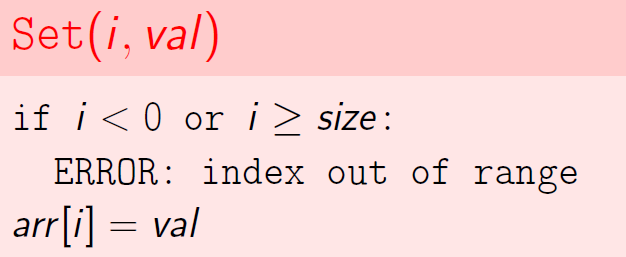 Set(i, val)
if i < 0 or i ≥ size:
ERROR: index out of range
arr[i] = val